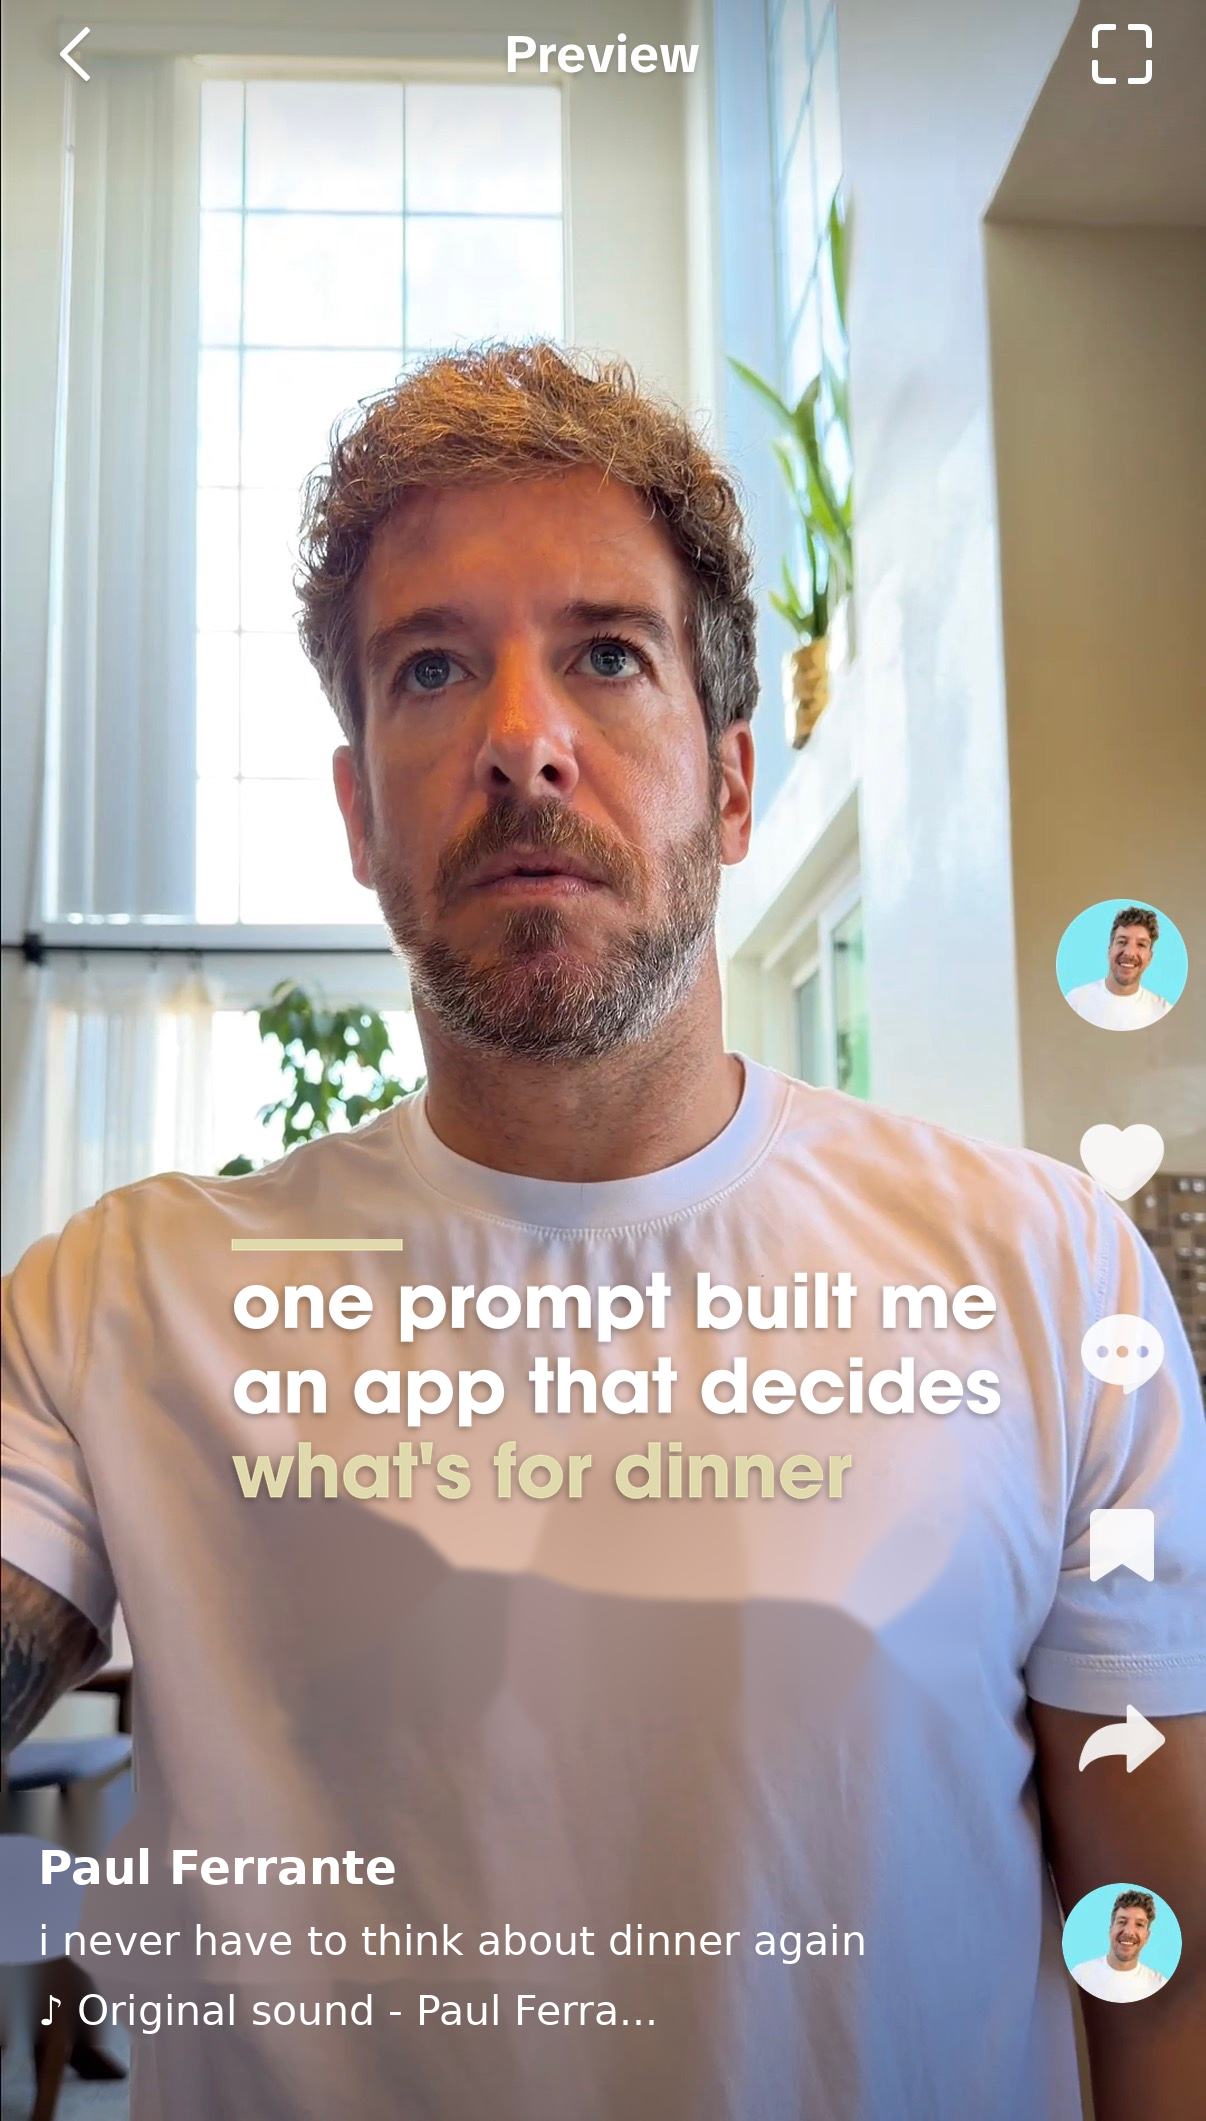 Preview
one prompt built me
an app that decides
what's for dinner
Paul Ferrante
i never have to think about dinner again
♪ Original sound - Paul Ferra...